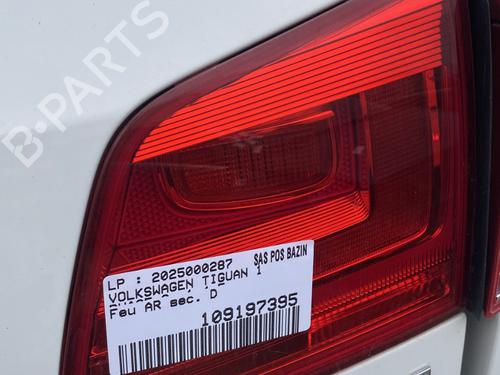 B-PARTS
LP : 2025000287
SAS POS BAZIN
VOLKSWAGEN TIGUAN 1
Feu AR sec. D
109197395